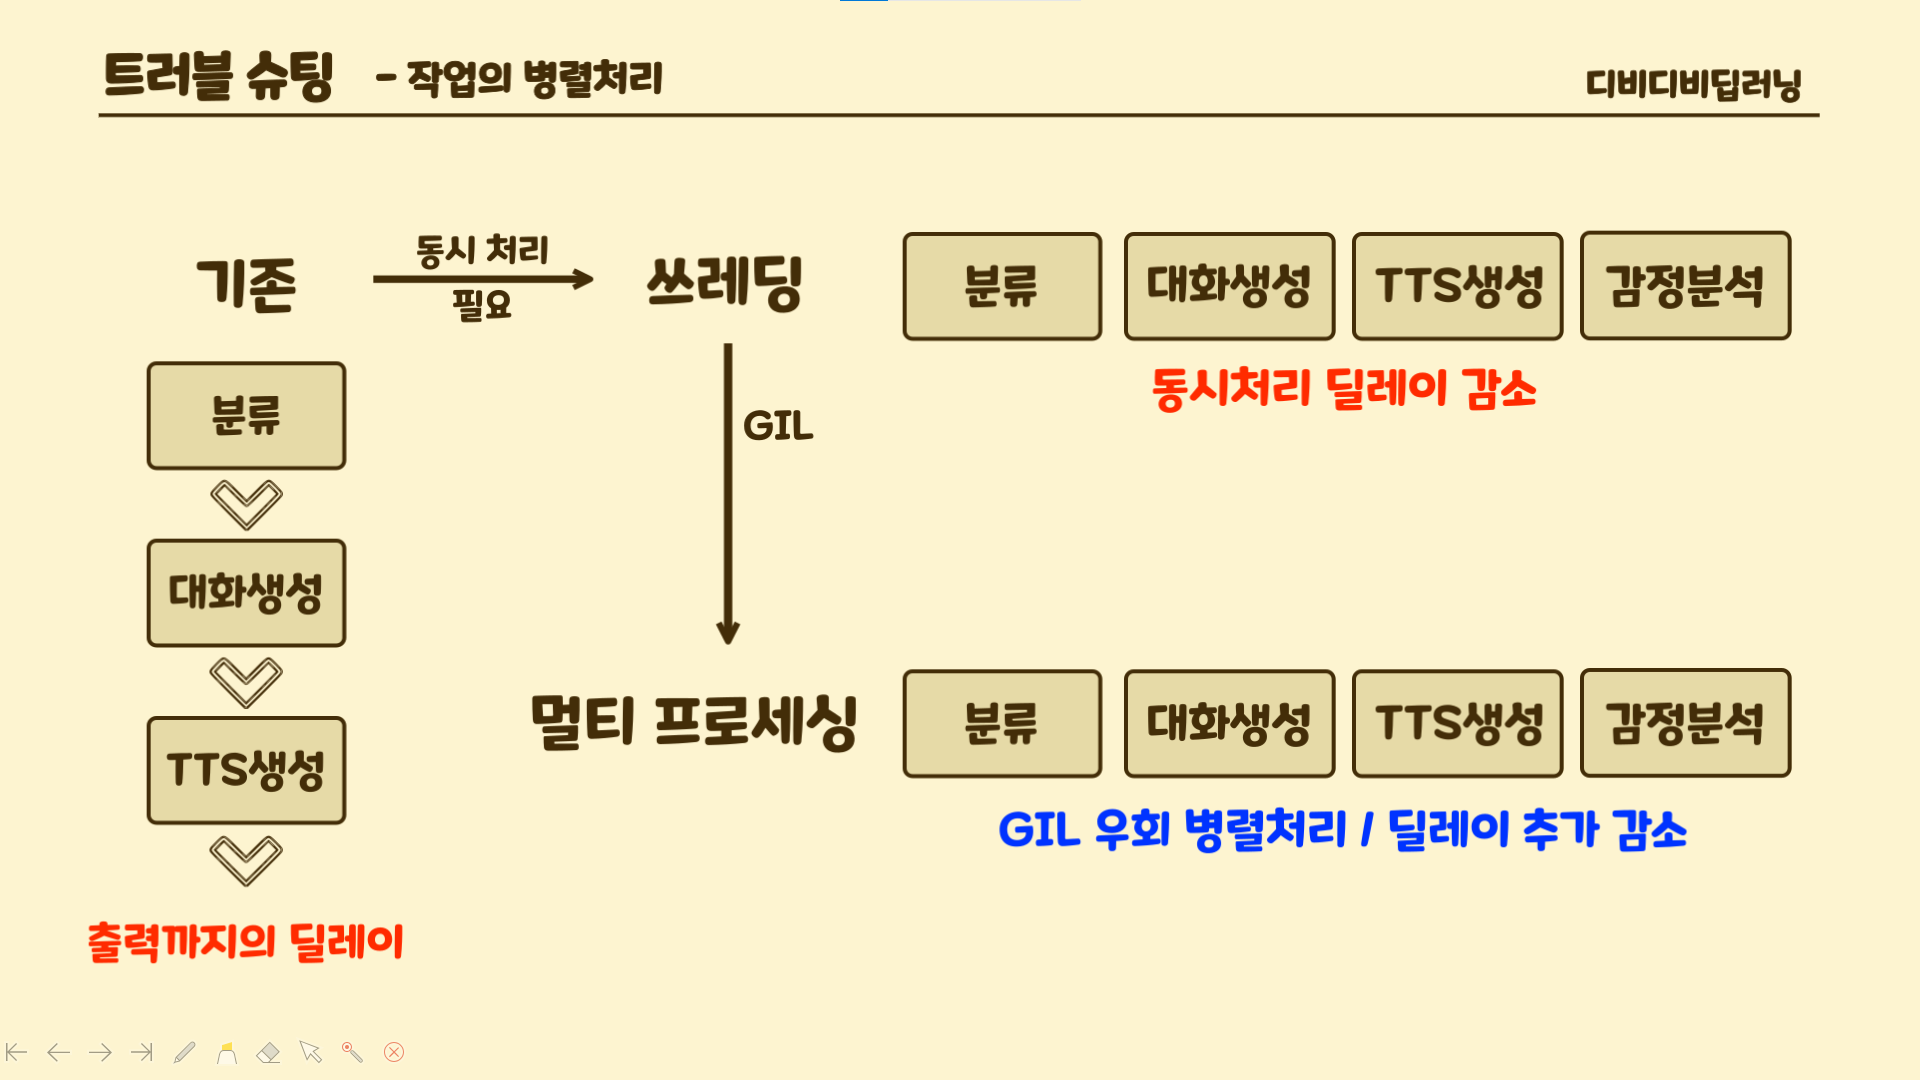 트러블 슈팅 - 작업의 병렬처리
디비디비딥러닝
기존
동시 처리
필요
쓰레딩
분류
대화생성
TTS생성
감정분석
동시처리 딜레이 감소
GIL
분류
대화생성
TTS생성
출력까지의 딜레이
멀티 프로세싱
분류
대화생성
TTS생성
감정분석
GIL 우회 병렬처리 / 딜레이 추가 감소